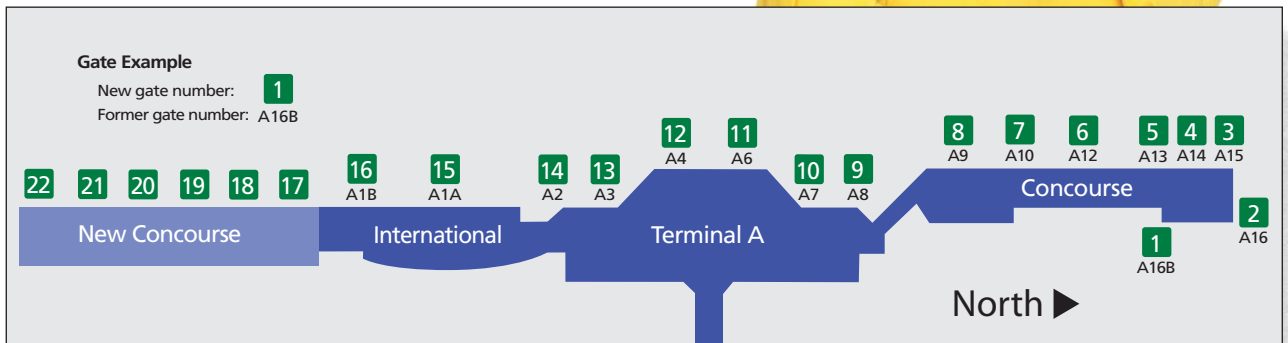 Gate Example
New gate number: 1
Former gate number: A16B
12 11
A4 A6
8 7 6 5 4 3
A9 A10 A12 A13 A14 A15
22 21 20 19 18 17
16 15 14 13
A1B A1A A2 A3
10 9
A7 A8
New Concourse
International
Terminal A
Concourse
2
A16
1
A16B
North